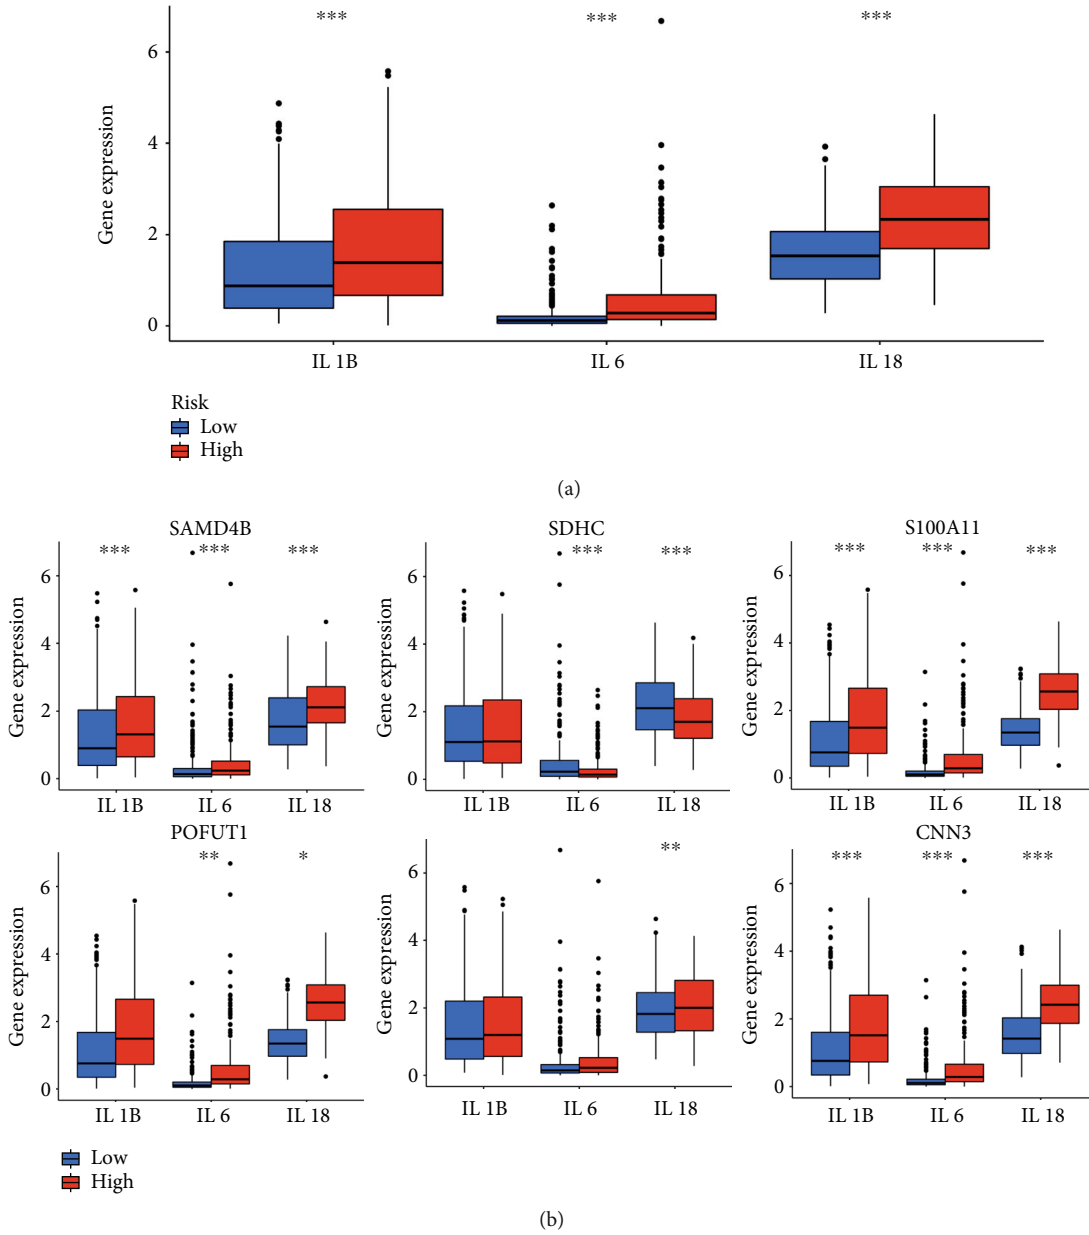 *** *** ***
6
4
2
0
Gene expression
IL 1B IL 6 IL 18
Risk
Low
High
(a)
SAMD4B
*** *** ***
6
4
2
0
Gene expression
IL 1B IL 6 IL 18
SDHC
*** ***
6
4
2
0
Gene expression
IL 1B IL 6 IL 18
S100A11
*** *** ***
6
4
2
0
Gene expression
IL 1B IL 6 IL 18
POFUT1
** *
6
4
2
0
Gene expression
IL 1B IL 6 IL 18
**
6
4
2
0
Gene expression
IL 1B IL 6 IL 18
CNN3
*** *** ***
6
4
2
0
Gene expression
IL 1B IL 6 IL 18
Low
High
(b)